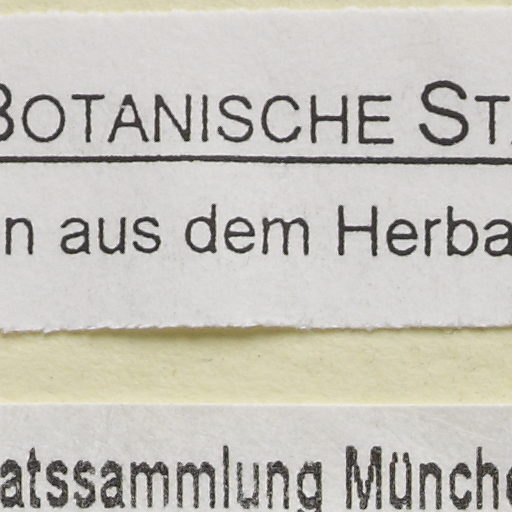 BOTANISCHE ST
n aus dem Herba
atssammlung Münche